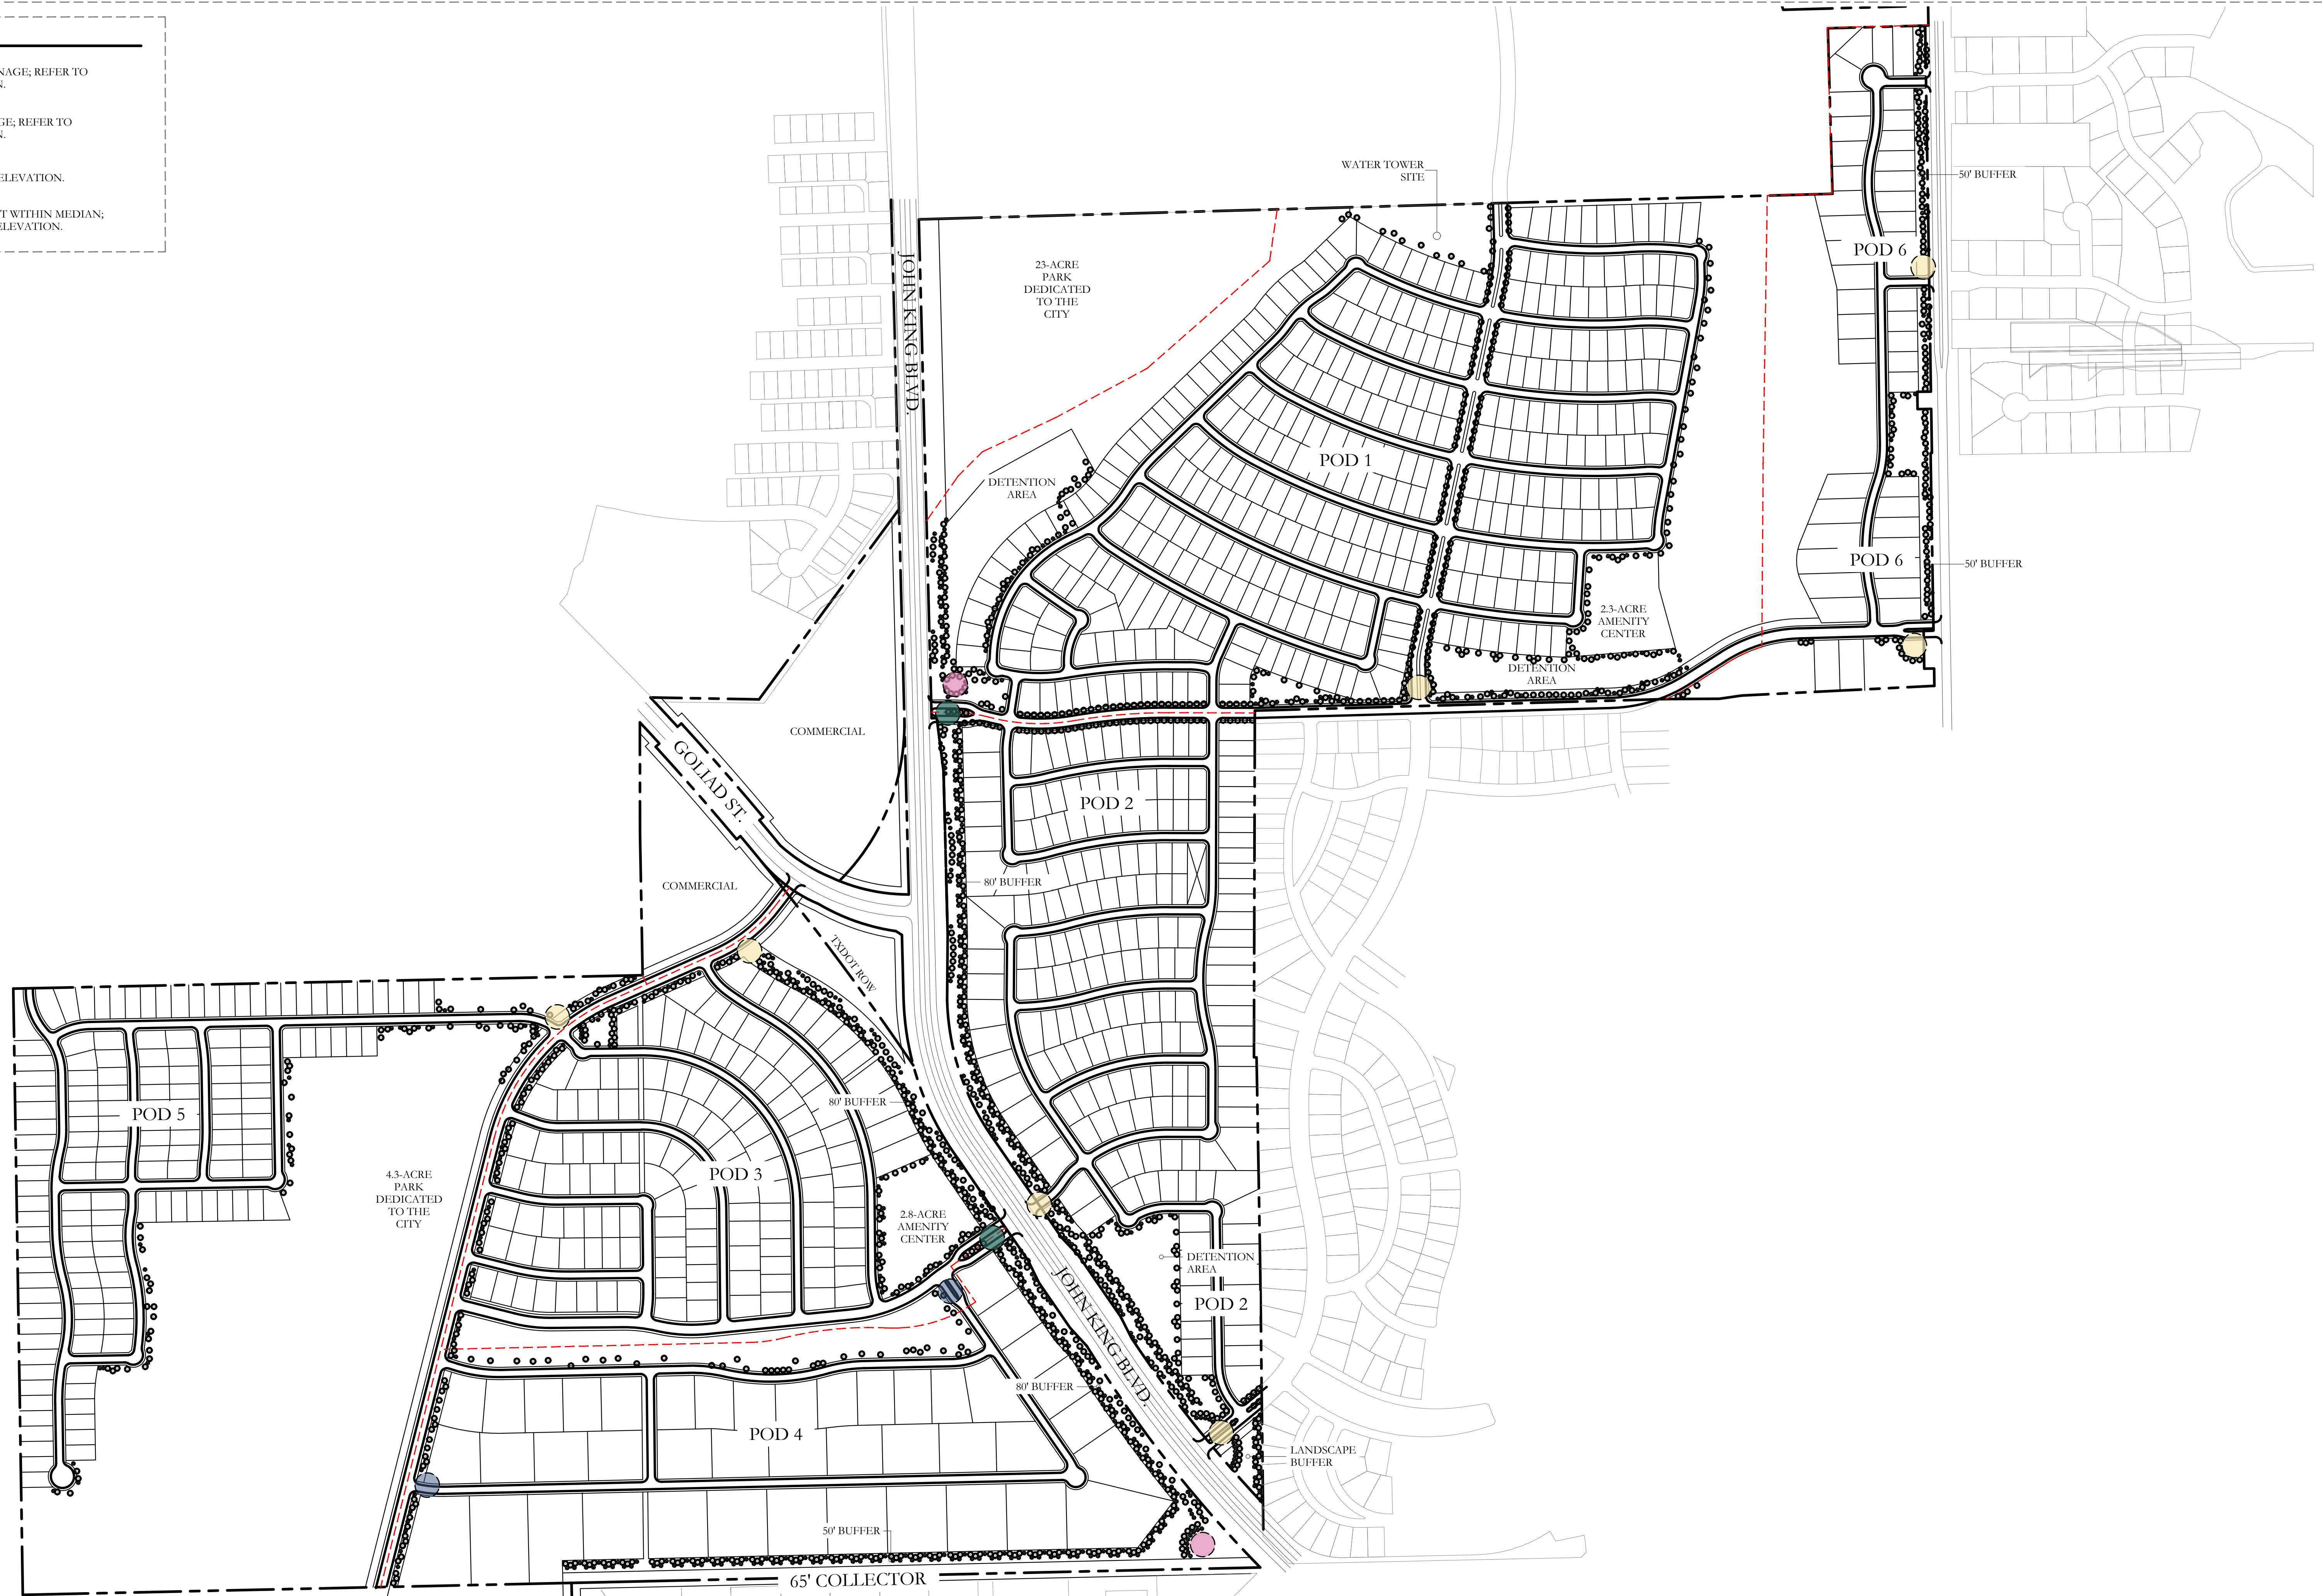 NAGE; REFER TO
N.
GE; REFER TO
N.
ELEVATION.
T WITHIN MEDIAN;
ELEVATION.
WATER TOWER
SITE
50' BUFFER
POD 6
JOHN KING BLVD.
23-ACRE
PARK
DEDICATED
TO THE
CITY
POD 1
DETENTION
AREA
POD 6
50' BUFFER
2.3-ACRE
AMENITY
CENTER
DETENTION
AREA
COMMERCIAL
GOLIAD ST.
POD 2
COMMERCIAL
80' BUFFER
TXDOT ROW
80' BUFFER
POD 5
POD 3
4.3-ACRE
PARK
DEDICATED
TO THE
CITY
2.8-ACRE
AMENITY
CENTER
DETENTION
AREA
POD 2
JOHN KING BLVD.
80' BUFFER
POD 4
LANDSCAPE
BUFFER
50' BUFFER
65' COLLECTOR